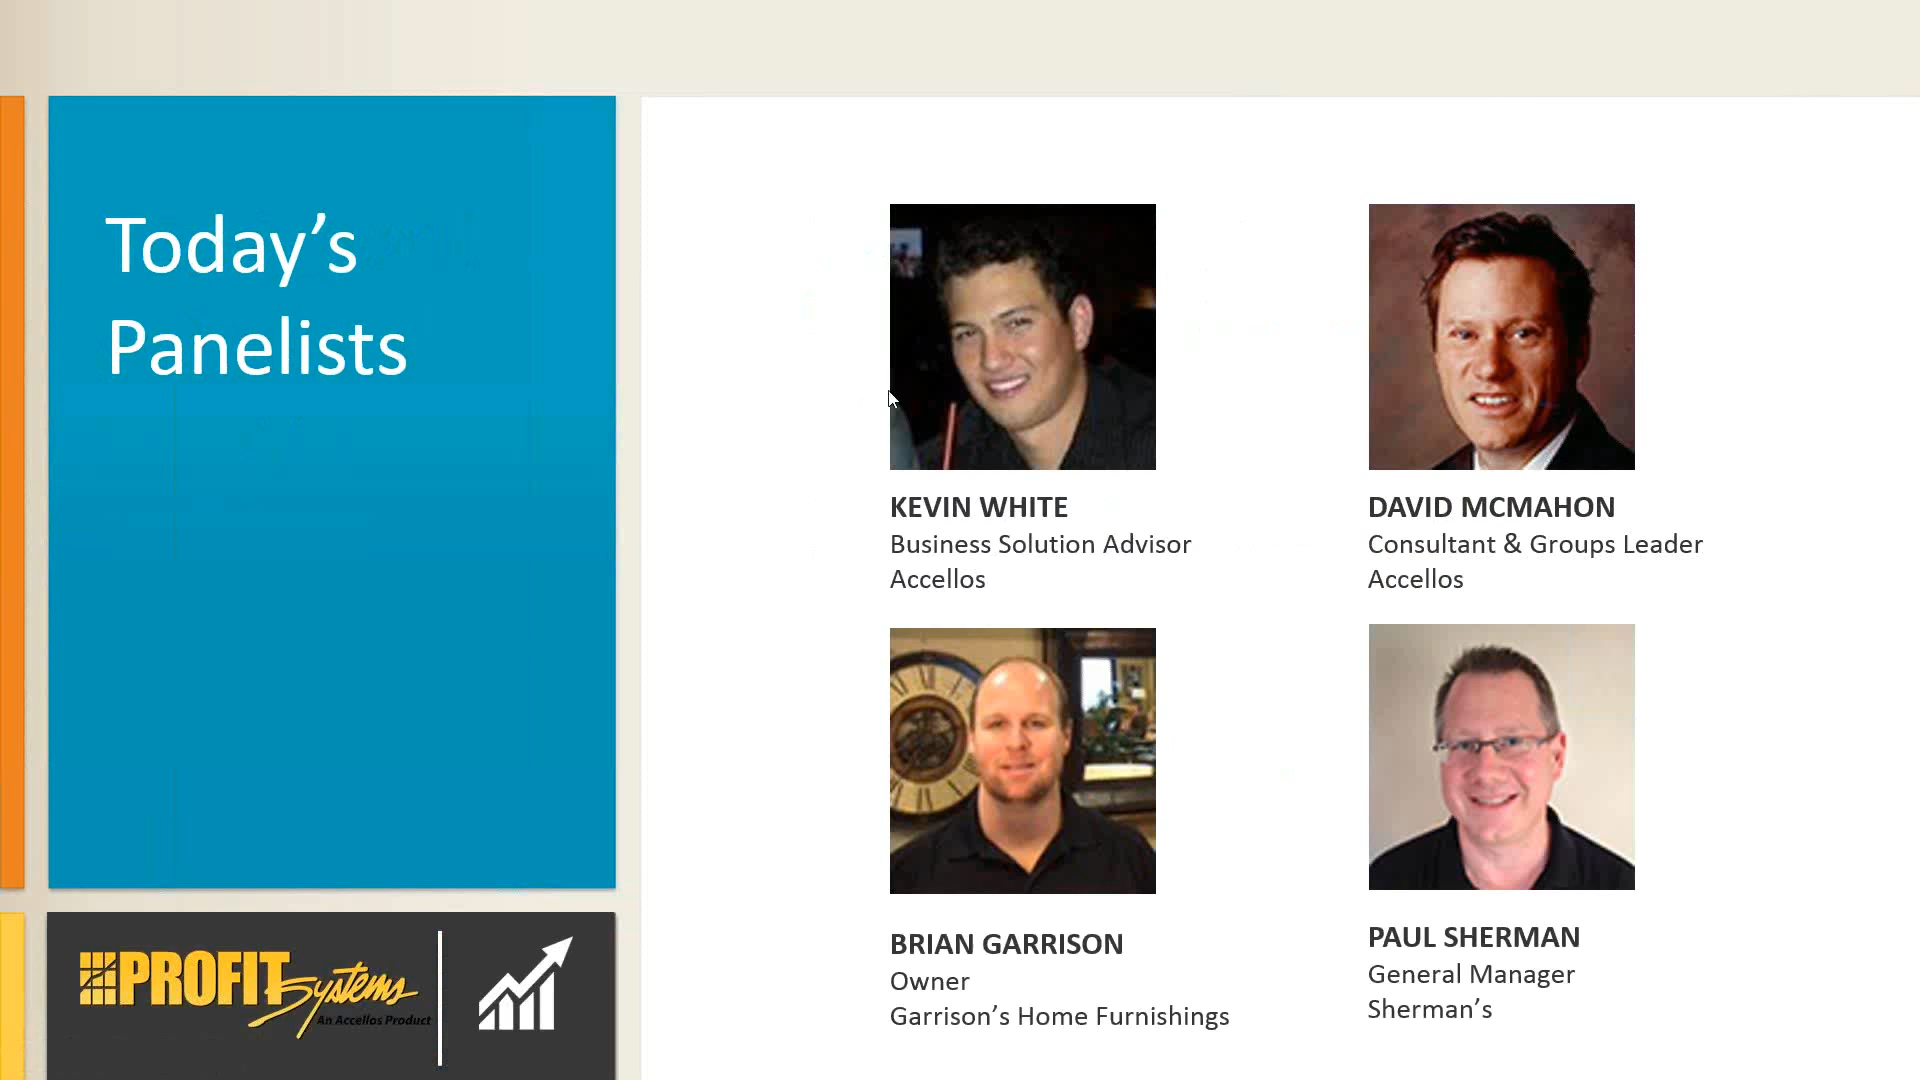 Today’s
Panelists
KEVIN WHITE
Business Solution Advisor
Accellos
DAVID MCMAHON
Consultant & Groups Leader
Accellos
BRIAN GARRISON
Owner
Garrison’s Home Furnishings
PAUL SHERMAN
General Manager
Sherman’s
PROFIT
Systems
An Accellos Product